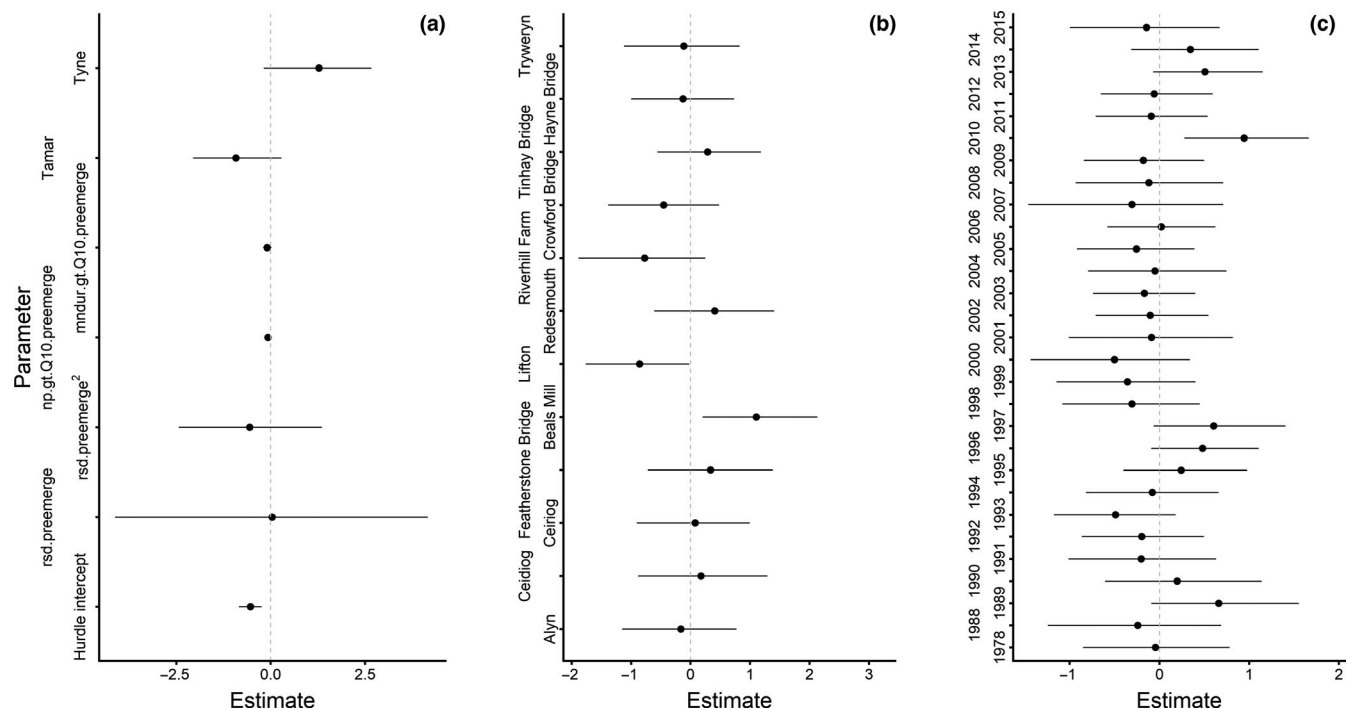 (a)
Parameter
Tyne
Tamar
mndur.gt.Q10.preemerge
np.gt.Q10.preemerge
rsd.preemerge²
rsd.preemerge
Hurdle intercept
−2.5 0 2.5
Estimate
(b)
Tryweryn
Hayne Bridge
Tinhay Bridge
Crowford Bridge
Riverhill Farm
Redesmouth
Lifton
Beals Mill
Featherstone Bridge
Ceiriog
Ceidiog
Alyn
−2 −1 0 1 2 3
Estimate
(c)
2015
2014
2013
2012
2011
2010
2009
2008
2007
2006
2005
2004
2003
2002
2001
2000
1999
1998
1997
1996
1995
1994
1993
1992
1991
1990
1989
1988
1978
−1 0 1 2
Estimate